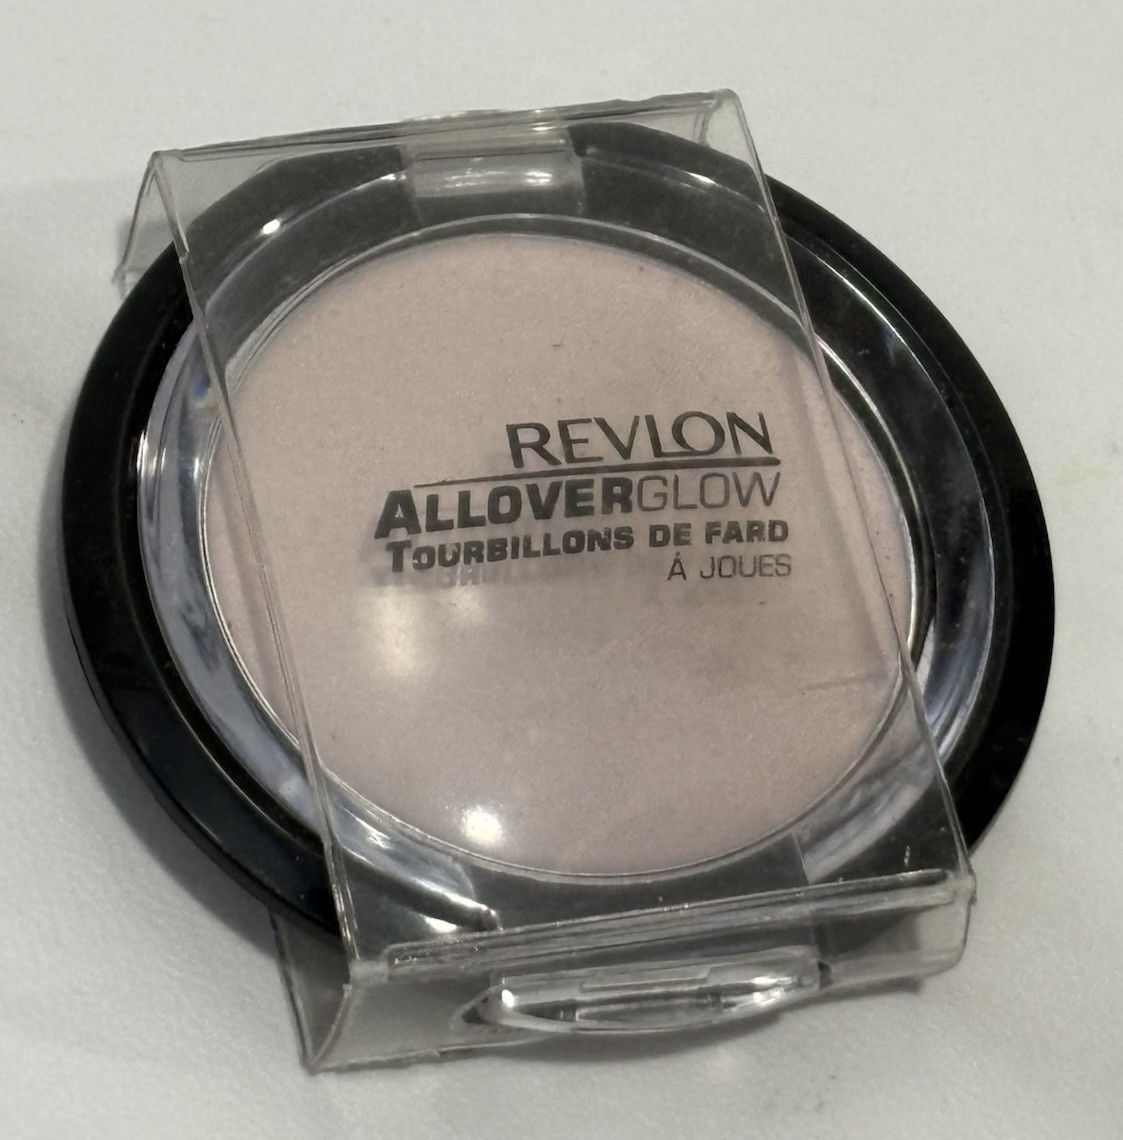 REVLON
ALLOVERGLOW
TOURBILLONS DE FARD
À JOUES